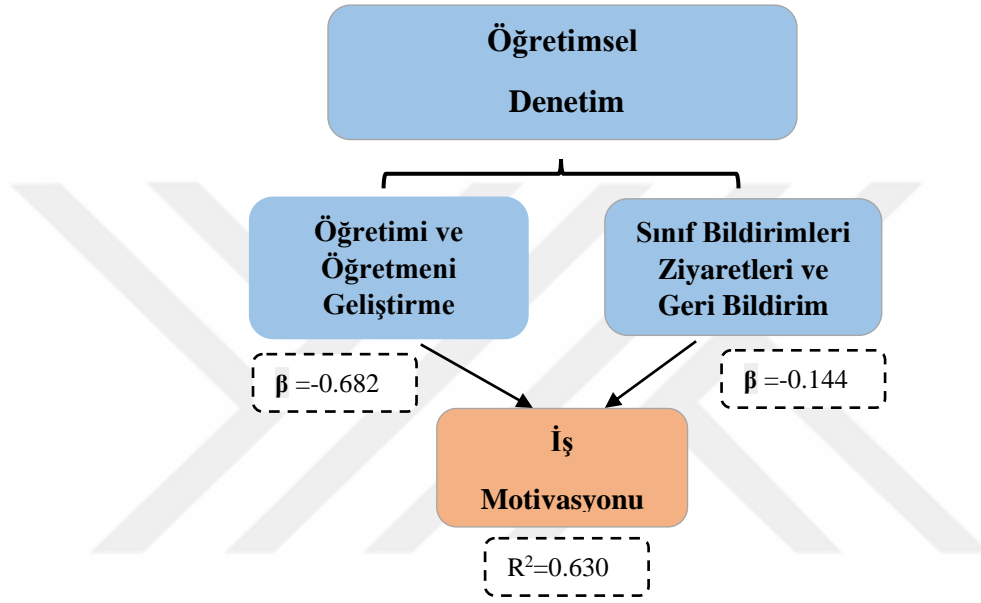 Öğretimsel
Denetim
Öğretimi ve
Öğretmeni
Geliştirme
Sınıf Bildirimleri
Ziyaretleri ve
Geri Bildirim
β =-0.682
β =-0.144
İş
Motivasyonu
R²=0.630